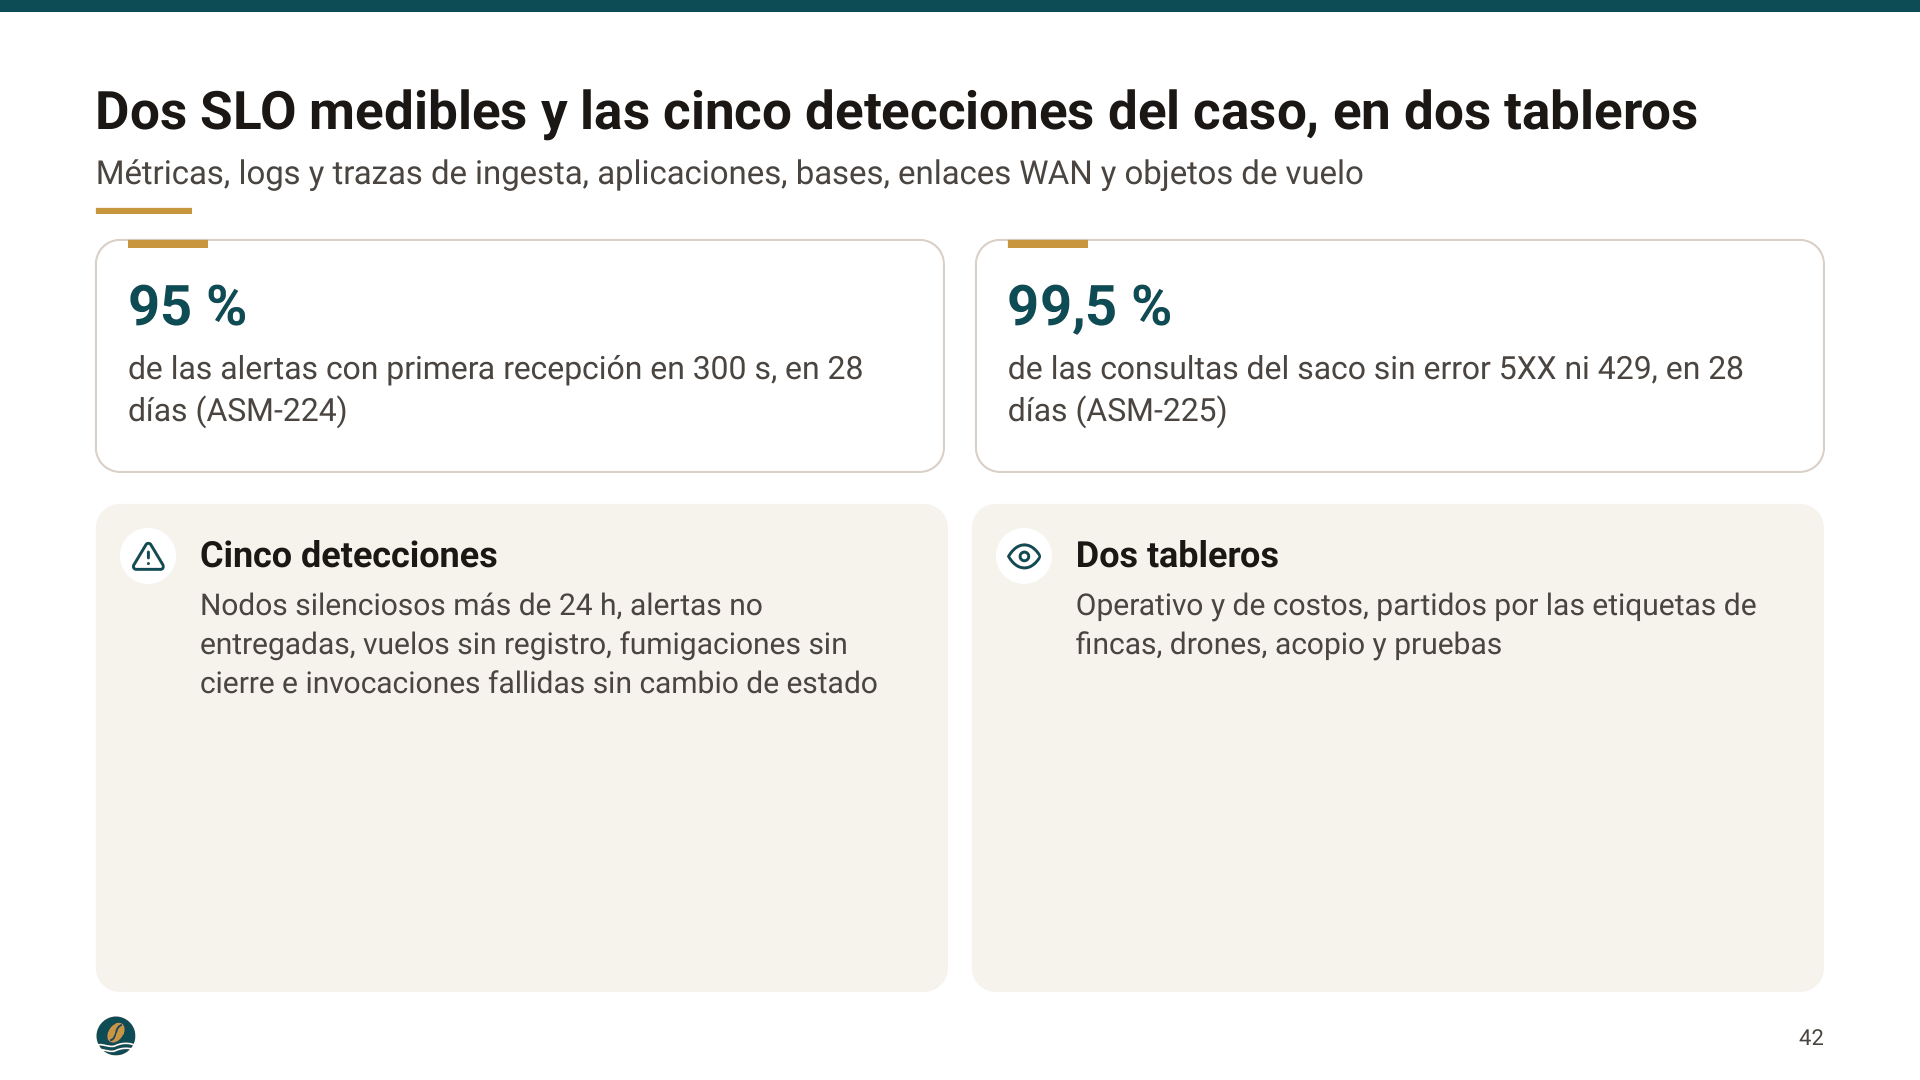 Dos SLO medibles y las cinco detecciones del caso, en dos tableros
Métricas, logs y trazas de ingesta, aplicaciones, bases, enlaces WAN y objetos de vuelo
95 %
de las alertas con primera recepción en 300 s, en 28
días (ASM-224)
99,5 %
de las consultas del saco sin error 5XX ni 429, en 28
días (ASM-225)
Cinco detecciones
Nodos silenciosos más de 24 h, alertas no
entregadas, vuelos sin registro, fumigaciones sin
cierre e invocaciones fallidas sin cambio de estado
Dos tableros
Operativo y de costos, partidos por las etiquetas de
fincas, drones, acopio y pruebas
42